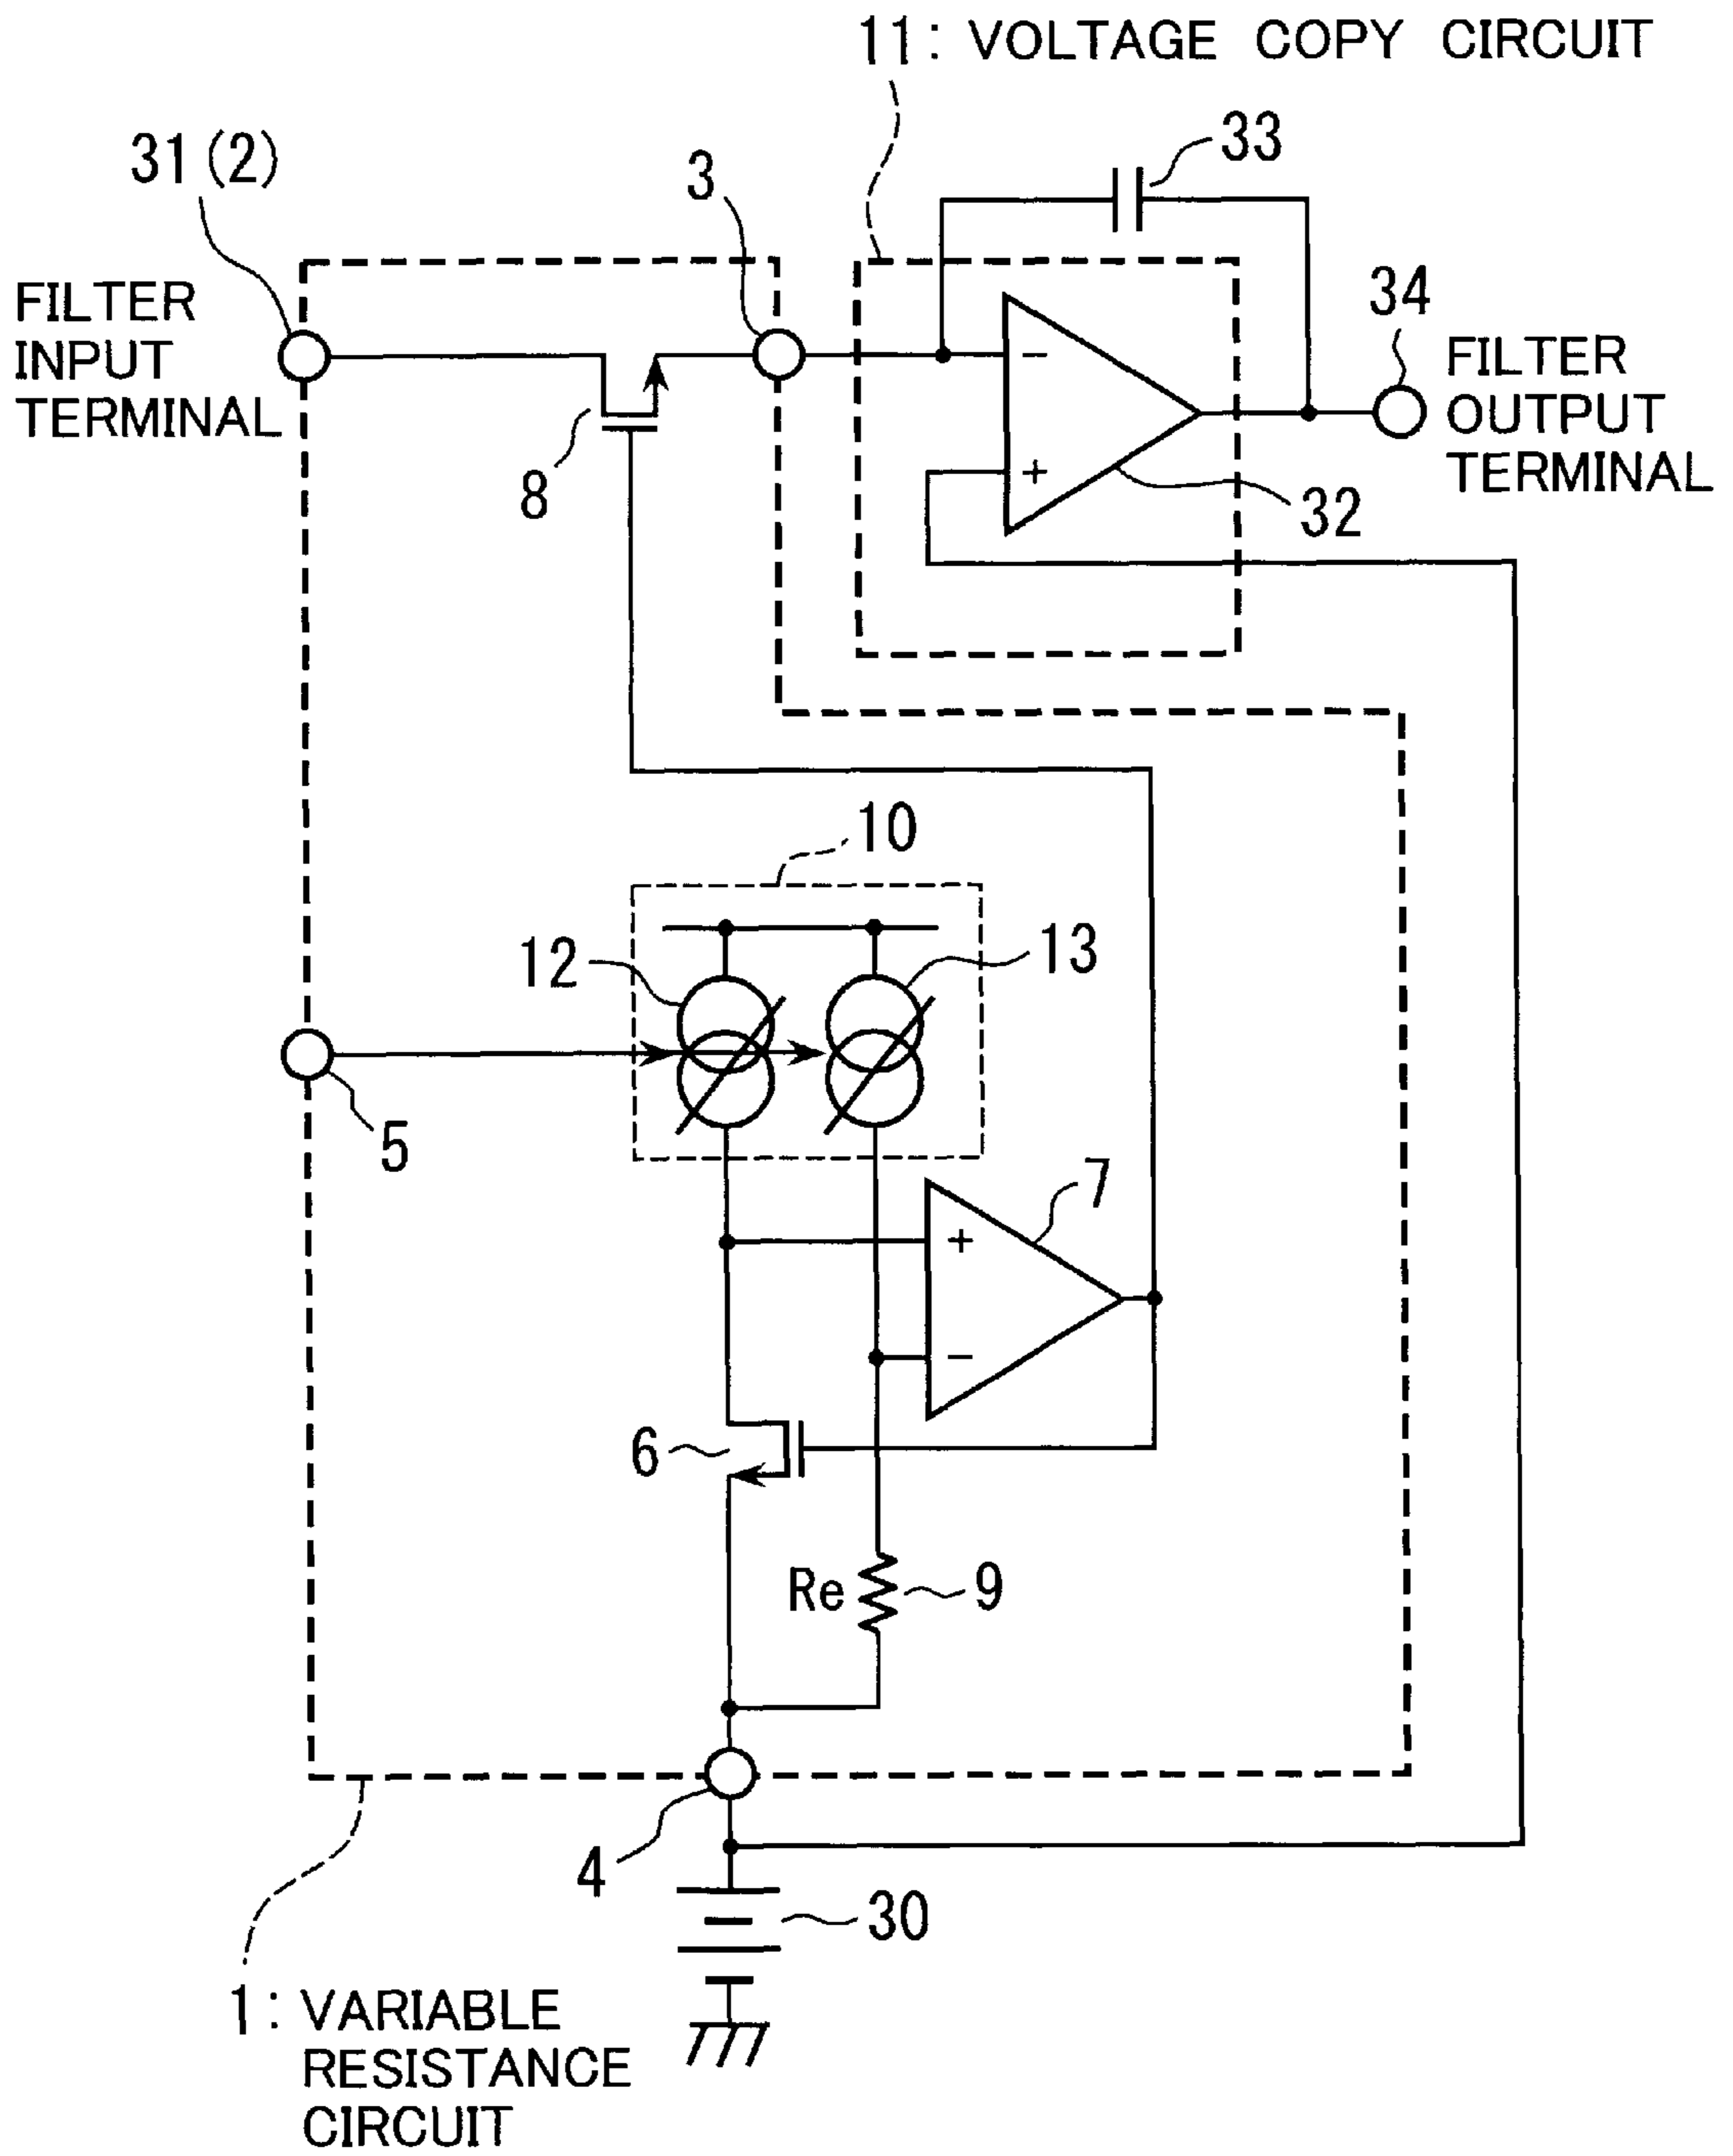 11: VOLTAGE COPY CIRCUIT
33
31(2)
3
34
FILTER
INPUT
TERMINAL
FILTER
OUTPUT
TERMINAL
−
+
8
32
10
12
13
5
7
+
−
6
Re
9
4
30
1: VARIABLE
RESISTANCE
CIRCUIT